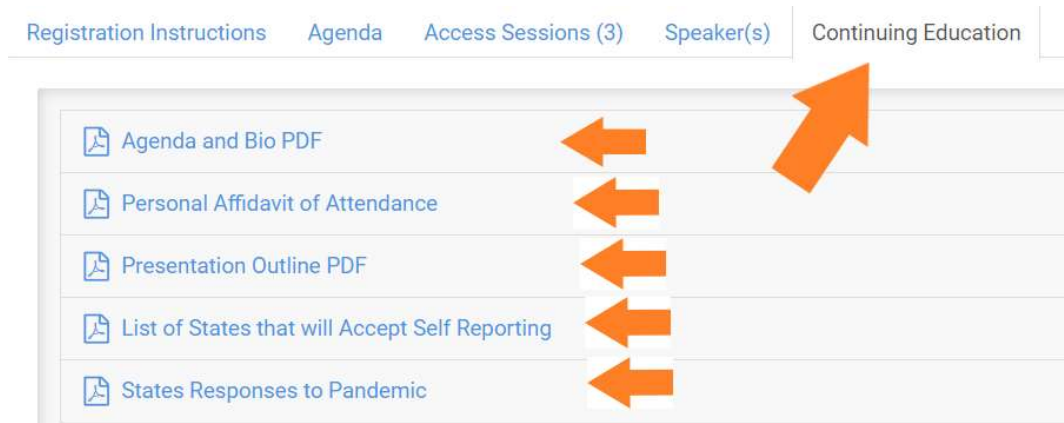 Registration Instructions Agenda Access Sessions (3) Speaker(s) Continuing Education
Agenda and Bio PDF
Personal Affidavit of Attendance
Presentation Outline PDF
List of States that will Accept Self Reporting
States Responses to Pandemic